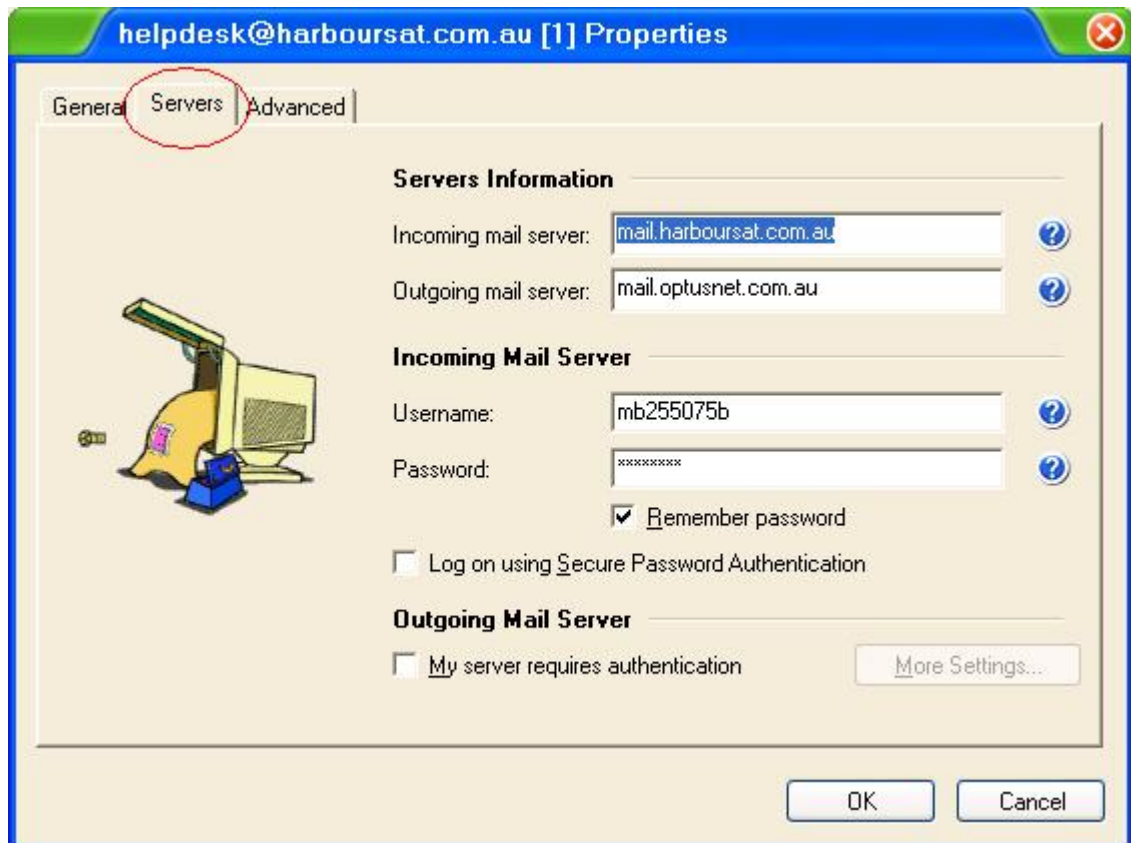 helpdesk@harboursat.com.au [1] Properties
General Servers Advanced
Servers Information
Incoming mail server: mail.harboursat.com.au
Outgoing mail server: mail.optusnet.com.au
Incoming Mail Server
Username: mb255075b
Password: ××××××××
Remember password
Log on using Secure Password Authentication
Outgoing Mail Server
My server requires authentication More Settings...
OK Cancel